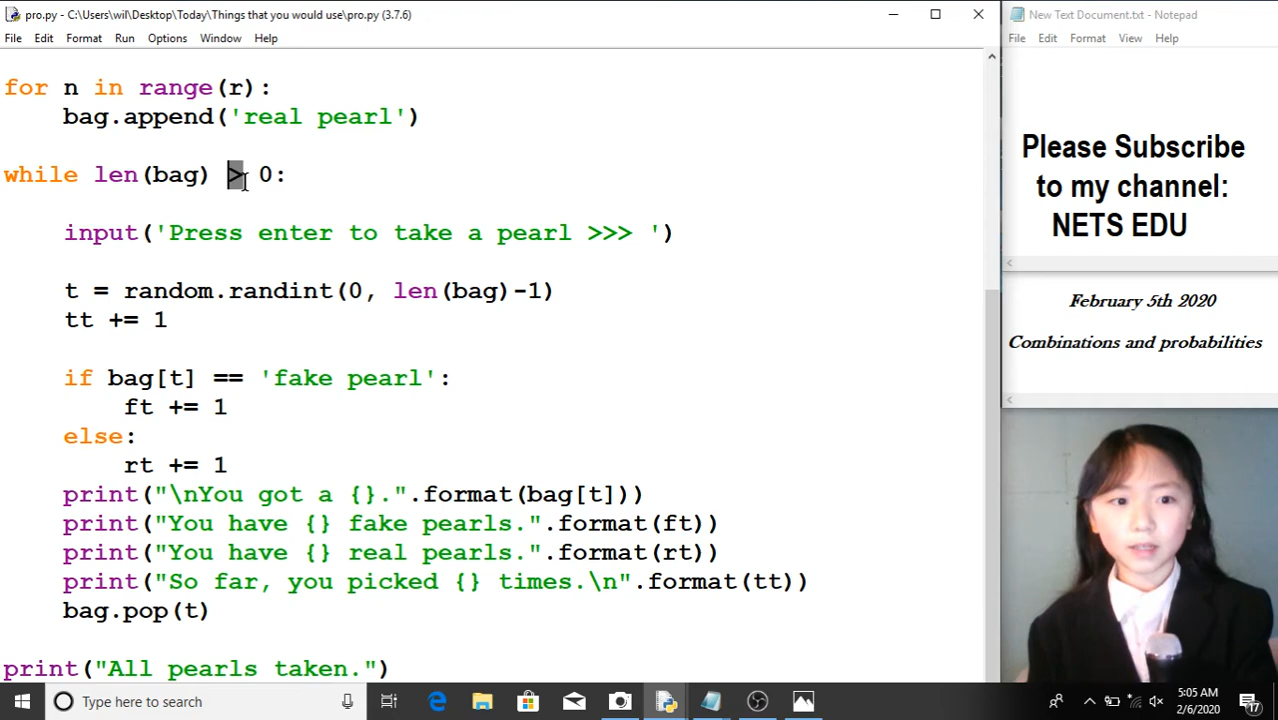 pro.py - C:\Users\wil\Desktop\Today\Things that you would use\pro.py (3.7.6)
File Edit Format Run Options Window Help
for n in range(r):
    bag.append('real pearl')
while len(bag) > 0:
    input('Press enter to take a pearl >>> ')
    t = random.randint(0, len(bag)-1)
    tt += 1
    if bag[t] == 'fake pearl':
        ft += 1
    else:
        rt += 1
    print("\nYou got a {}.".format(bag[t]))
    print("You have {} fake pearls.".format(ft))
    print("You have {} real pearls.".format(rt))
    print("So far, you picked {} times.\n".format(tt))
    bag.pop(t)
print("All pearls taken.")
New Text Document.txt - Notepad
File Edit Format View Help
Please Subscribe
to my channel:
NETS EDU
February 5th 2020
Combinations and probabilities
Type here to search
5:05 AM
2/6/2020
17